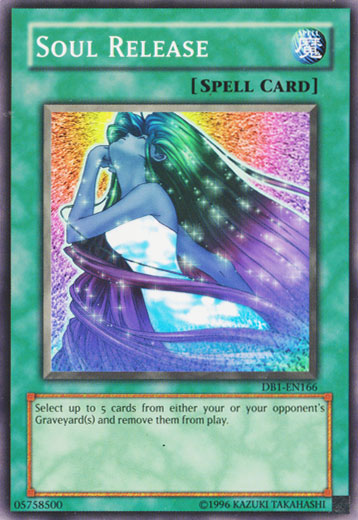 SOUL RELEASE
魔
[SPELL CARD]
DB1-EN166
Select up to 5 cards from either your or your opponent's
Graveyard(s) and remove them from play.
05758500
©1996 KAZUKI TAKAHASHI